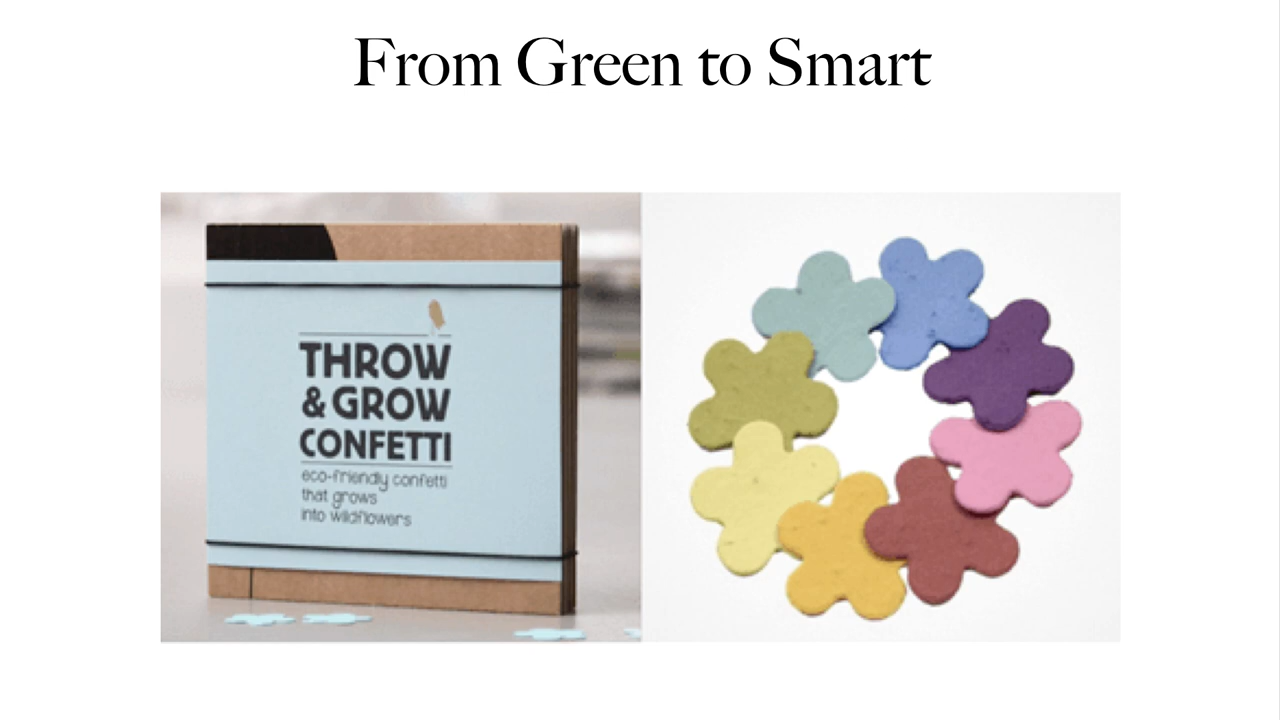 From Green to Smart
THROW
& GROW
CONFETTI
eco-friendly confetti
that grows
into wildflowers